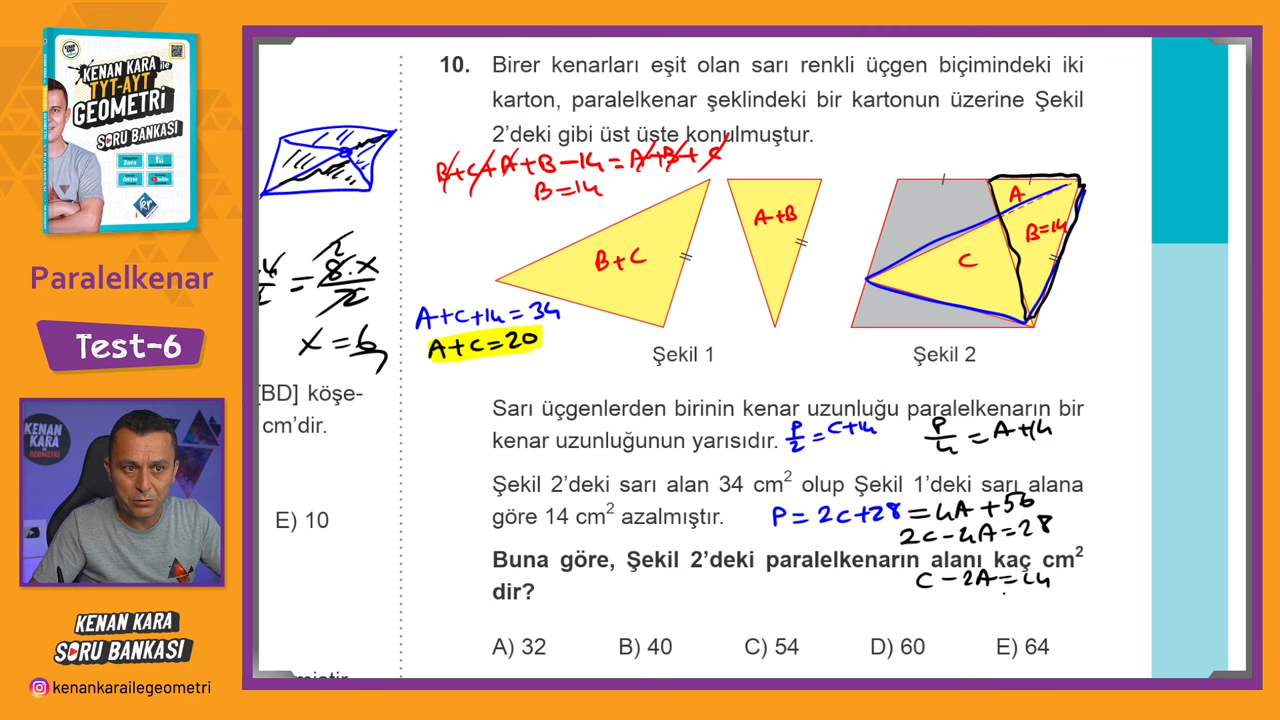 KENAN KARA ile
TYT-AYT
GEOMETRİ
SORU BANKASI
Paralelkenar
Test-6
KENAN KARA
SORU BANKASI
kenankarailegeometri
x = 6
[BD] köşe-
cm'dir.
E) 10
10. Birer kenarları eşit olan sarı renkli üçgen biçimindeki iki
karton, paralelkenar şeklindeki bir kartonun üzerine Şekil
2'deki gibi üst üste konulmuştur.
B+C+A+B-14=A+B+C
B=14
B+C
A+B
A
B=14
C
A+C+14=34
A+C=20
Şekil 1
Şekil 2
Sarı üçgenlerden birinin kenar uzunluğu paralelkenarın bir
kenar uzunluğunun yarısıdır. P/2 = C+14 P/4 = A+14
Şekil 2'deki sarı alan 34 cm² olup Şekil 1'deki sarı alana
göre 14 cm² azalmıştır. P = 2C+28 = 4A+56
2C-4A=28
Buna göre, Şekil 2'deki paralelkenarın alanı kaç cm²
dir? C-2A=14
A) 32 B) 40 C) 54 D) 60 E) 64